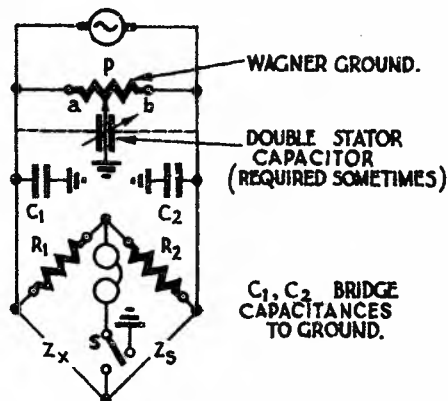 P
WAGNER GROUND.
a
b
DOUBLE STATOR
CAPACITOR
(REQUIRED SOMETIMES)
C1
C2
R1
R2
C1, C2 BRIDGE
CAPACITANCES
TO GROUND.
S
ZX
ZS